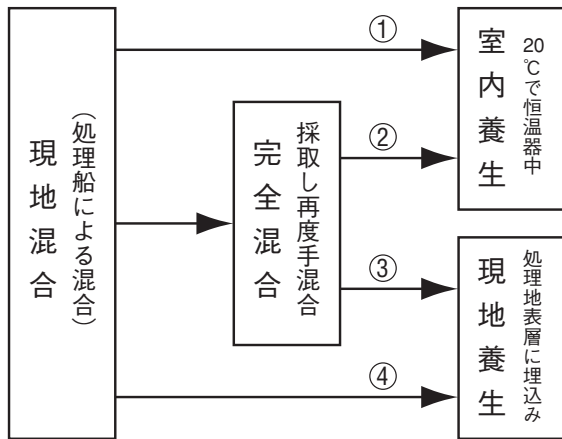 現地混合
(処理船による混合)
①
②
③
④
完全混合
採取し再度手混合
室内養生
20℃で恒温器中
現地養生
処理地表層に埋込み